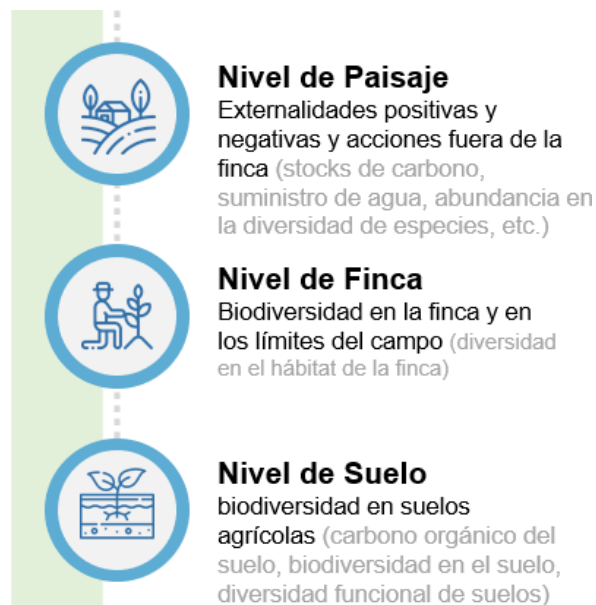 Nivel de Paisaje
Externalidades positivas y
negativas y acciones fuera de la
finca (stocks de carbono,
suministro de agua, abundancia en
la diversidad de especies, etc.)
Nivel de Finca
Biodiversidad en la finca y en
los límites del campo (diversidad
en el hábitat de la finca)
Nivel de Suelo
biodiversidad en suelos
agrícolas (carbono orgánico del
suelo, biodiversidad en el suelo,
diversidad funcional de suelos)